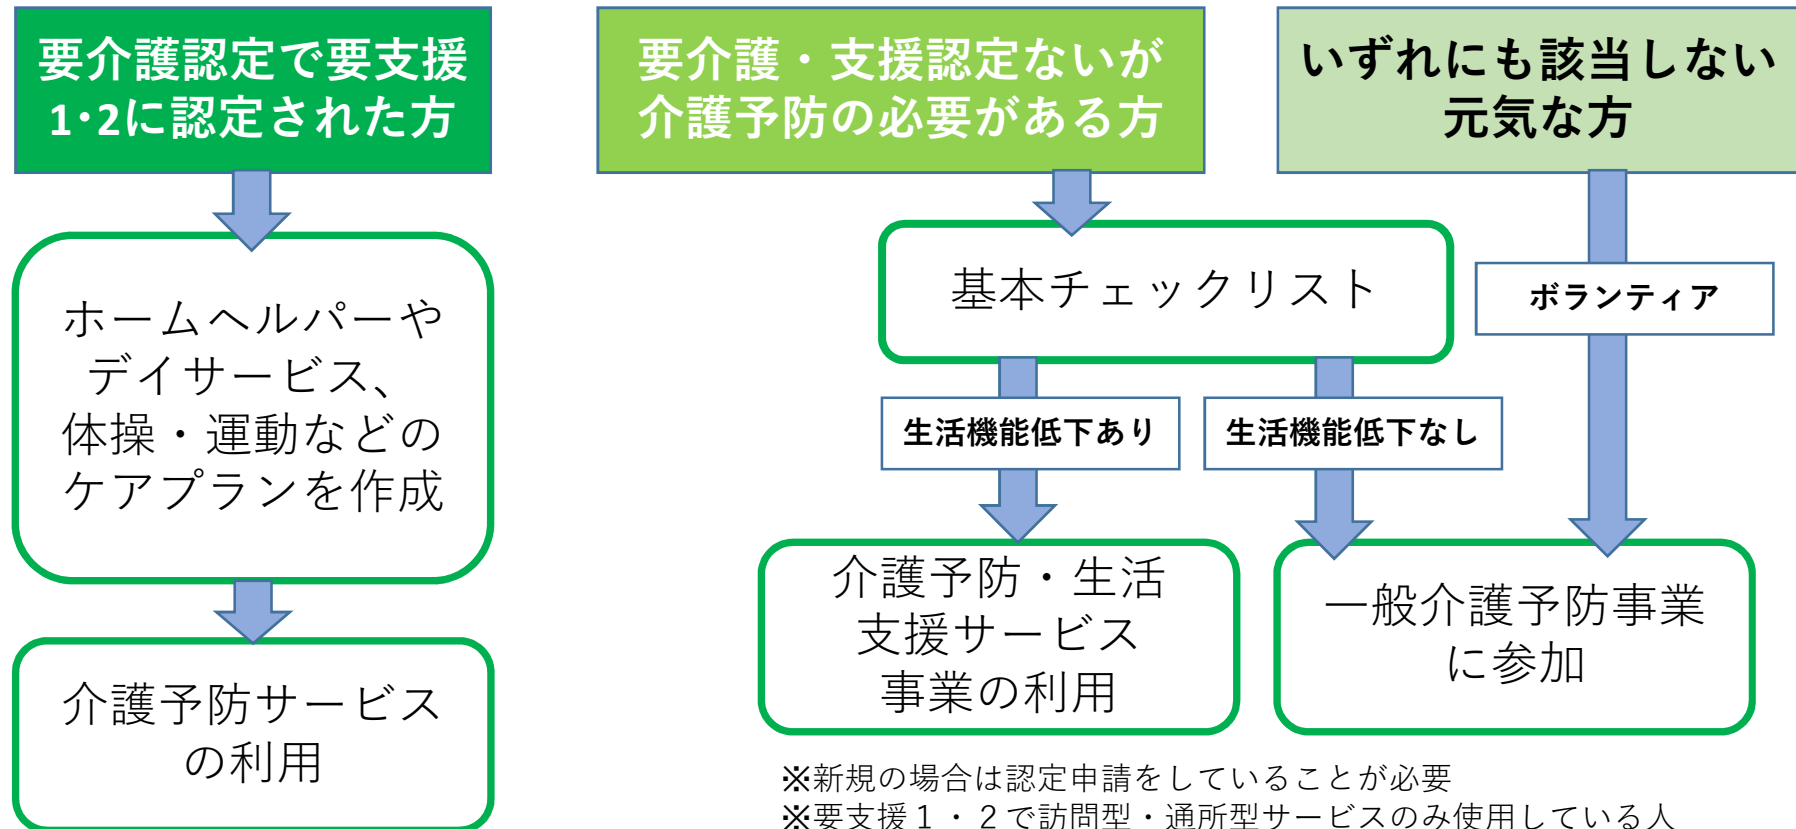 要介護認定で要支援
1･2に認定された方
ホームヘルパーや
デイサービス、
体操・運動などの
ケアプランを作成
介護予防サービス
の利用
要介護・支援認定ないが
介護予防の必要がある方
基本チェックリスト
生活機能低下あり
生活機能低下なし
介護予防・生活
支援サービス
事業の利用
いずれにも該当しない
元気な方
ボランティア
一般介護予防事業
に参加
※新規の場合は認定申請をしていることが必要
※要支援１・２で訪問型・通所型サービスのみ使用している人